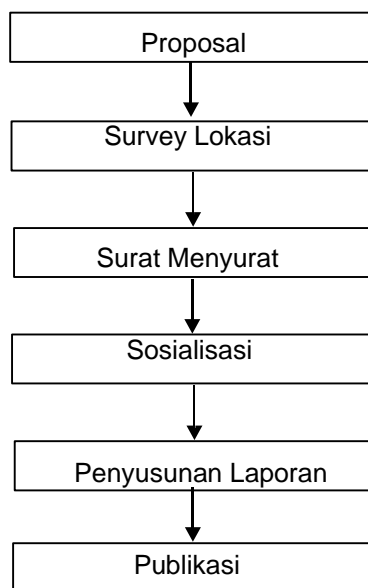 Proposal
Survey Lokasi
Surat Menyurat
Sosialisasi
Penyusunan Laporan
Publikasi